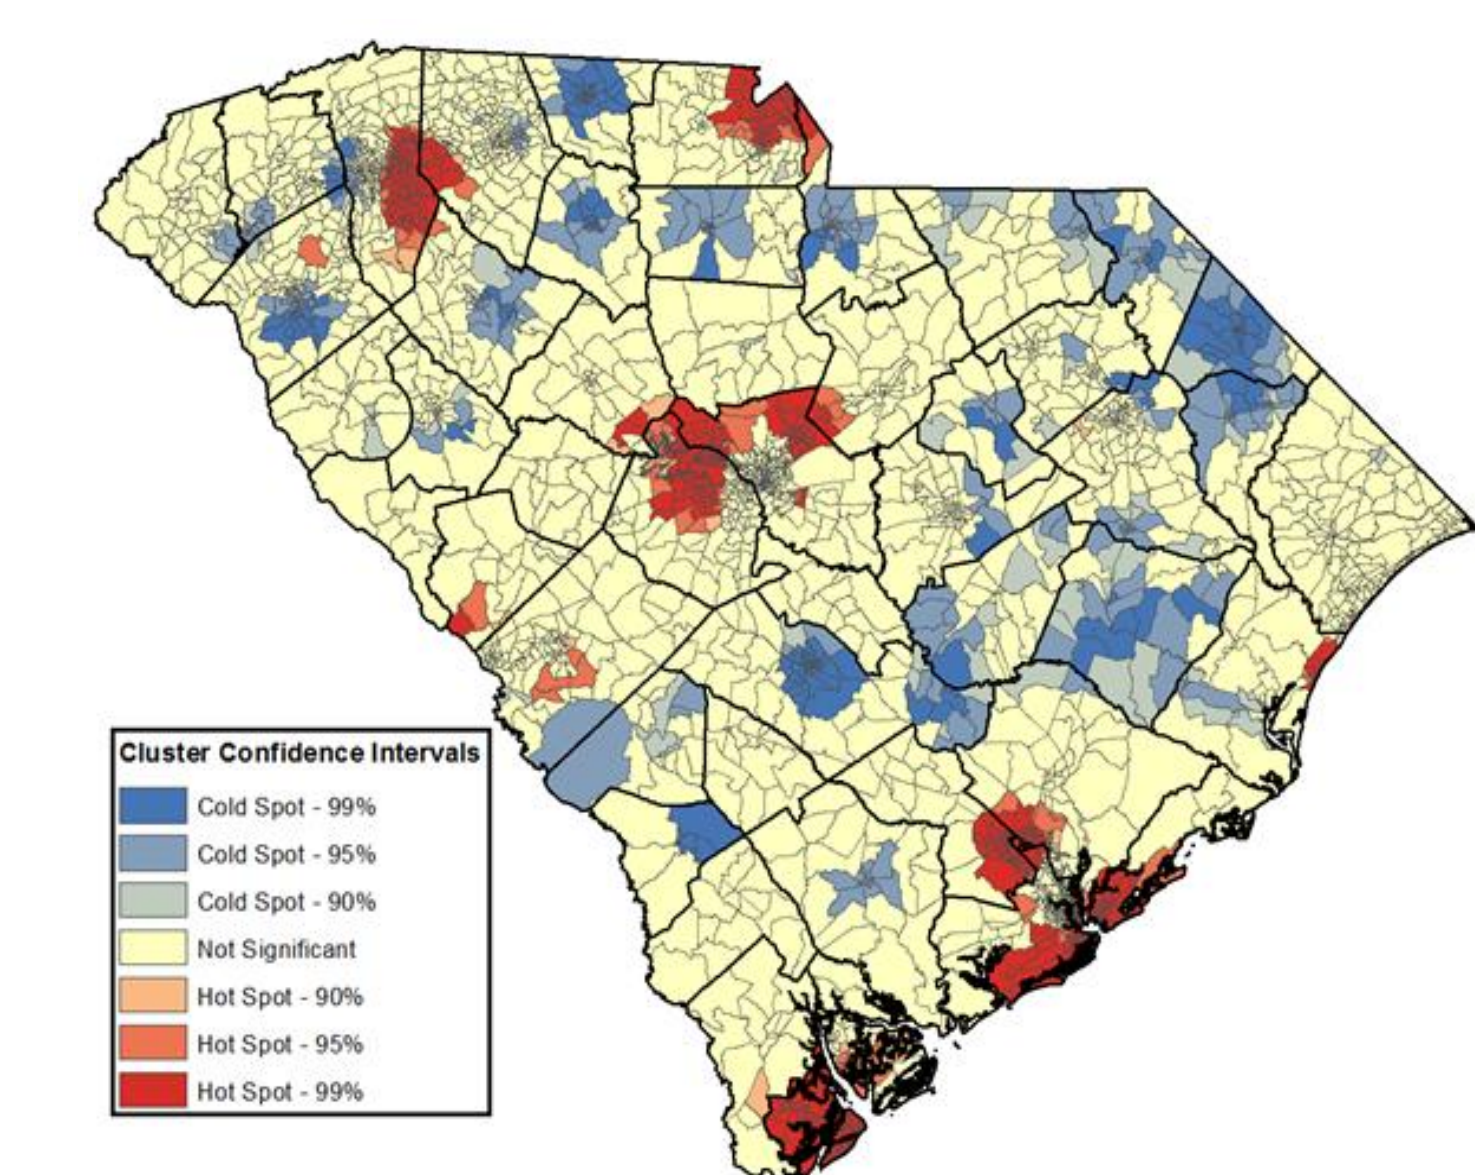 Cluster Confidence Intervals
Cold Spot - 99%
Cold Spot - 95%
Cold Spot - 90%
Not Significant
Hot Spot - 90%
Hot Spot - 95%
Hot Spot - 99%